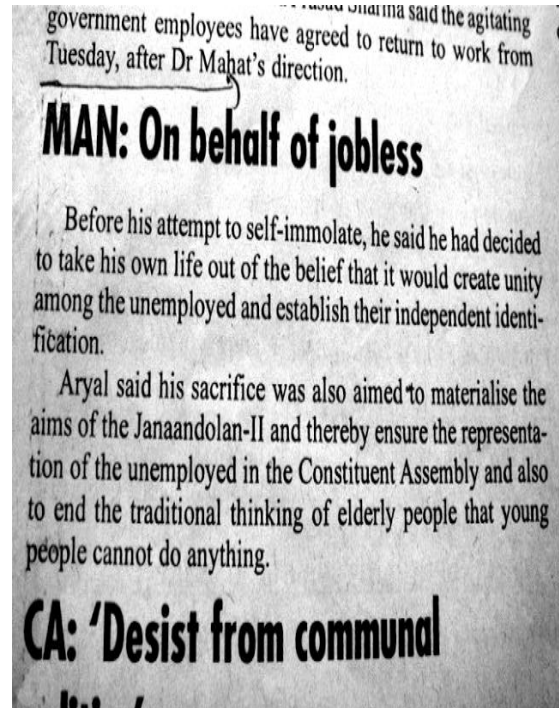 Sharma said the agitating
government employees have agreed to return to work from
Tuesday, after Dr Mahat's direction.
MAN: On behalf of jobless
Before his attempt to self-immolate, he said he had decided
to take his own life out of the belief that it would create unity
among the unemployed and establish their independent identi-
fication.
Aryal said his sacrifice was also aimed to materialise the
aims of the Janaandolan-II and thereby ensure the representa-
tion of the unemployed in the Constituent Assembly and also
to end the traditional thinking of elderly people that young
people cannot do anything.
CA: 'Desist from communal